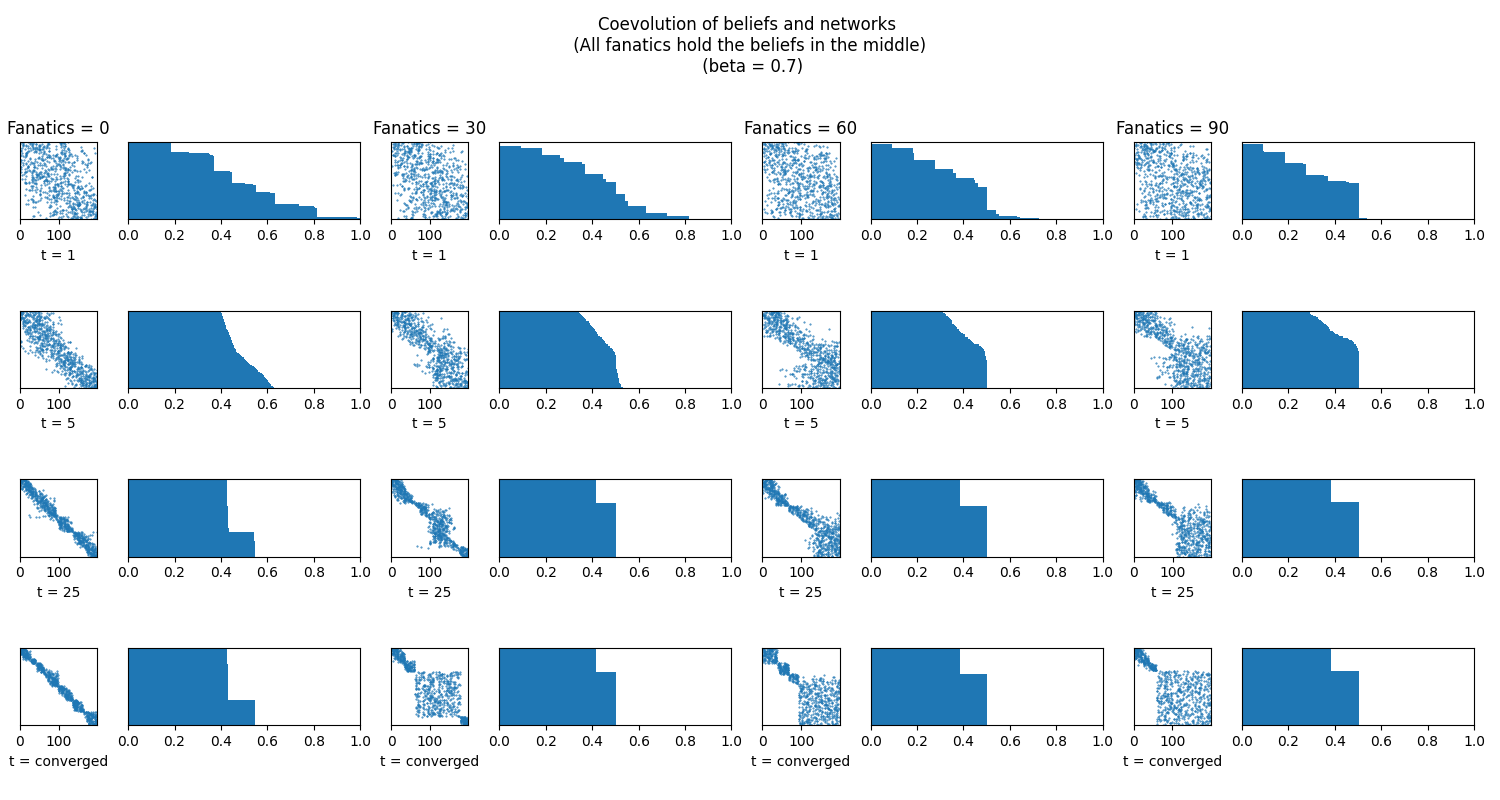 Coevolution of beliefs and networks
(All fanatics hold the beliefs in the middle)
(beta = 0.7)
Fanatics = 0 Fanatics = 30 Fanatics = 60 Fanatics = 90
0 100 0.0 0.2 0.4 0.6 0.8 1.0 0 100 0.0 0.2 0.4 0.6 0.8 1.0 0 100 0.0 0.2 0.4 0.6 0.8 1.0 0 100 0.0 0.2 0.4 0.6 0.8 1.0
t = 1 t = 1 t = 1 t = 1
0 100 0.0 0.2 0.4 0.6 0.8 1.0 0 100 0.0 0.2 0.4 0.6 0.8 1.0 0 100 0.0 0.2 0.4 0.6 0.8 1.0 0 100 0.0 0.2 0.4 0.6 0.8 1.0
t = 5 t = 5 t = 5 t = 5
0 100 0.0 0.2 0.4 0.6 0.8 1.0 0 100 0.0 0.2 0.4 0.6 0.8 1.0 0 100 0.0 0.2 0.4 0.6 0.8 1.0 0 100 0.0 0.2 0.4 0.6 0.8 1.0
t = 25 t = 25 t = 25 t = 25
0 100 0.0 0.2 0.4 0.6 0.8 1.0 0 100 0.0 0.2 0.4 0.6 0.8 1.0 0 100 0.0 0.2 0.4 0.6 0.8 1.0 0 100 0.0 0.2 0.4 0.6 0.8 1.0
t = converged t = converged t = converged t = converged